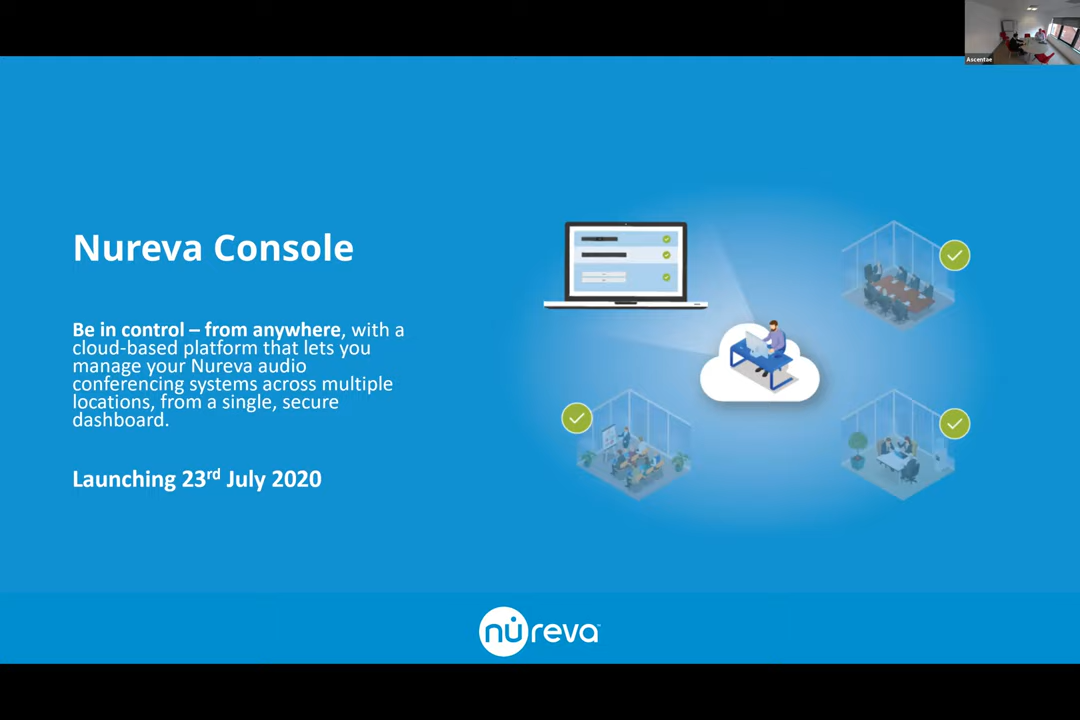 Ascentae
Nureva Console
Be in control – from anywhere, with a
cloud-based platform that lets you
manage your Nureva audio
conferencing systems across multiple
locations, from a single, secure
dashboard.
Launching 23rd July 2020
nureva